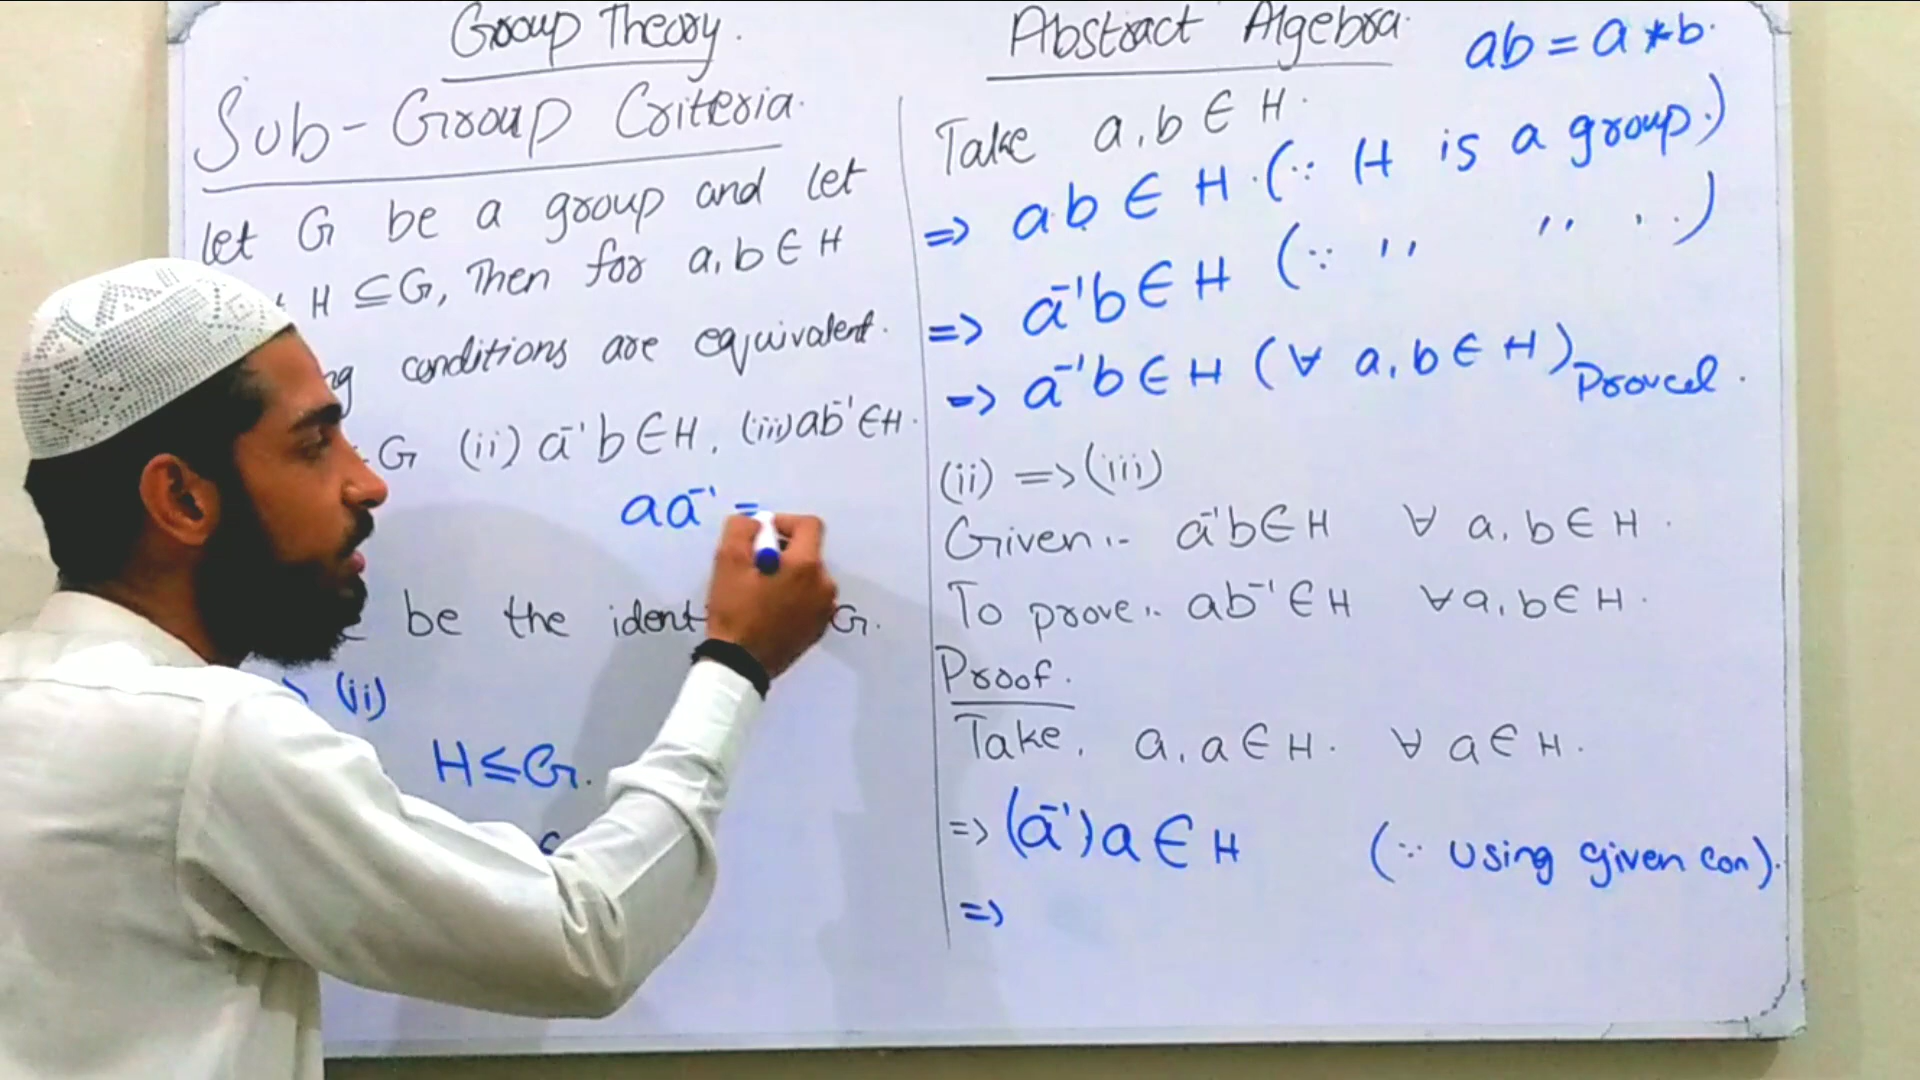 Group Theory.
Sub-Group Criteria.
let G be a group and let
H ⊆ G, Then for a, b ∈ H
conditions are equivalent.
G (ii) a⁻¹b ∈ H, (iii) ab⁻¹ ∈ H.
aa⁻¹ =
be the G.
(ii)
H ≤ G.
Abstract Algebra.
ab = a * b.
Take a, b ∈ H.
=> ab ∈ H. (∵ H is a group.)
=> a⁻¹b ∈ H (∵ ,, ,, . .)
=> a⁻¹b ∈ H (∀ a, b ∈ H) Proved.
(ii) => (iii)
Given:- a⁻¹b ∈ H ∀ a, b ∈ H.
To prove:- ab⁻¹ ∈ H ∀ a, b ∈ H.
Proof.
Take, a, a ∈ H. ∀ a ∈ H.
=> (a⁻¹)a ∈ H (∵ using given con).
=>